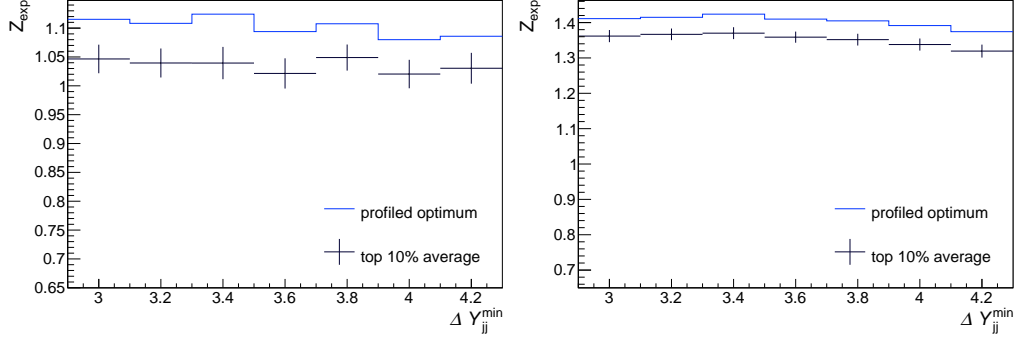 Z_exp
1.1
1.05
1
0.95
0.9
0.85
0.8
0.75
0.7
0.65
profiled optimum
top 10% average
3 3.2 3.4 3.6 3.8 4 4.2
Δ Y_jj^min
Z_exp
1.4
1.3
1.2
1.1
1
0.9
0.8
0.7
profiled optimum
top 10% average
3 3.2 3.4 3.6 3.8 4 4.2
Δ Y_jj^min